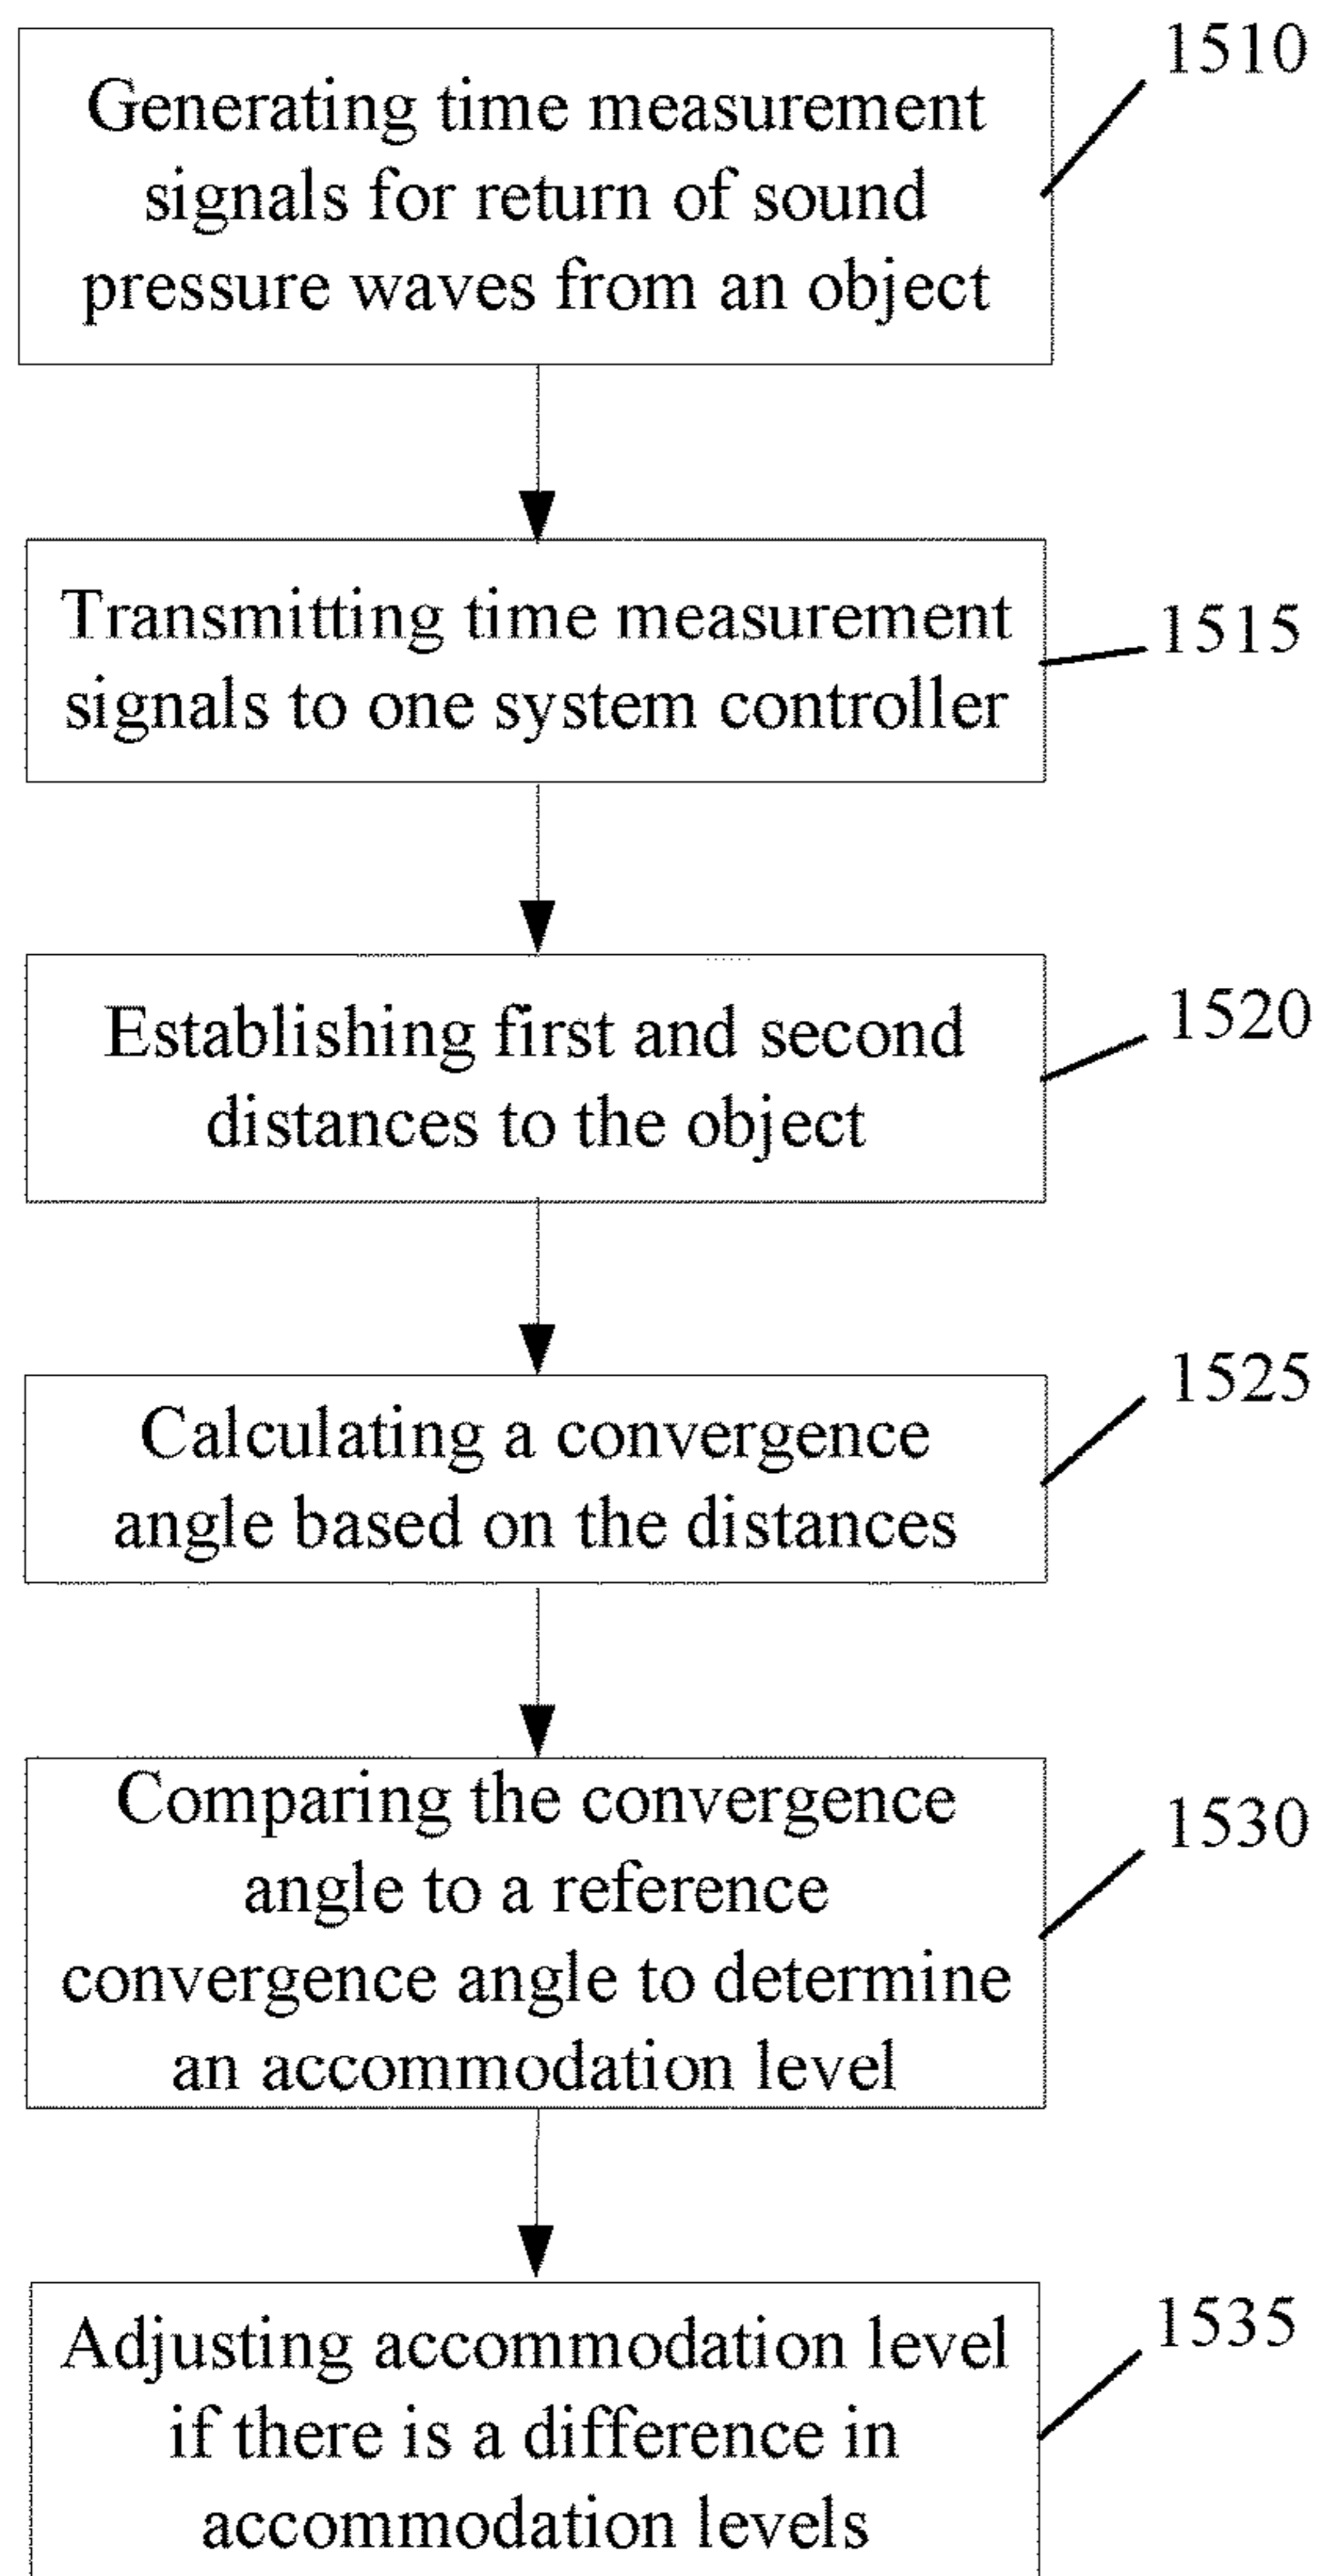 1510
Generating time measurement
signals for return of sound
pressure waves from an object
Transmitting time measurement
signals to one system controller
1515
Establishing first and second
distances to the object
1520
Calculating a convergence
angle based on the distances
1525
Comparing the convergence
angle to a reference
convergence angle to determine
an accommodation level
1530
Adjusting accommodation level
if there is a difference in
accommodation levels
1535